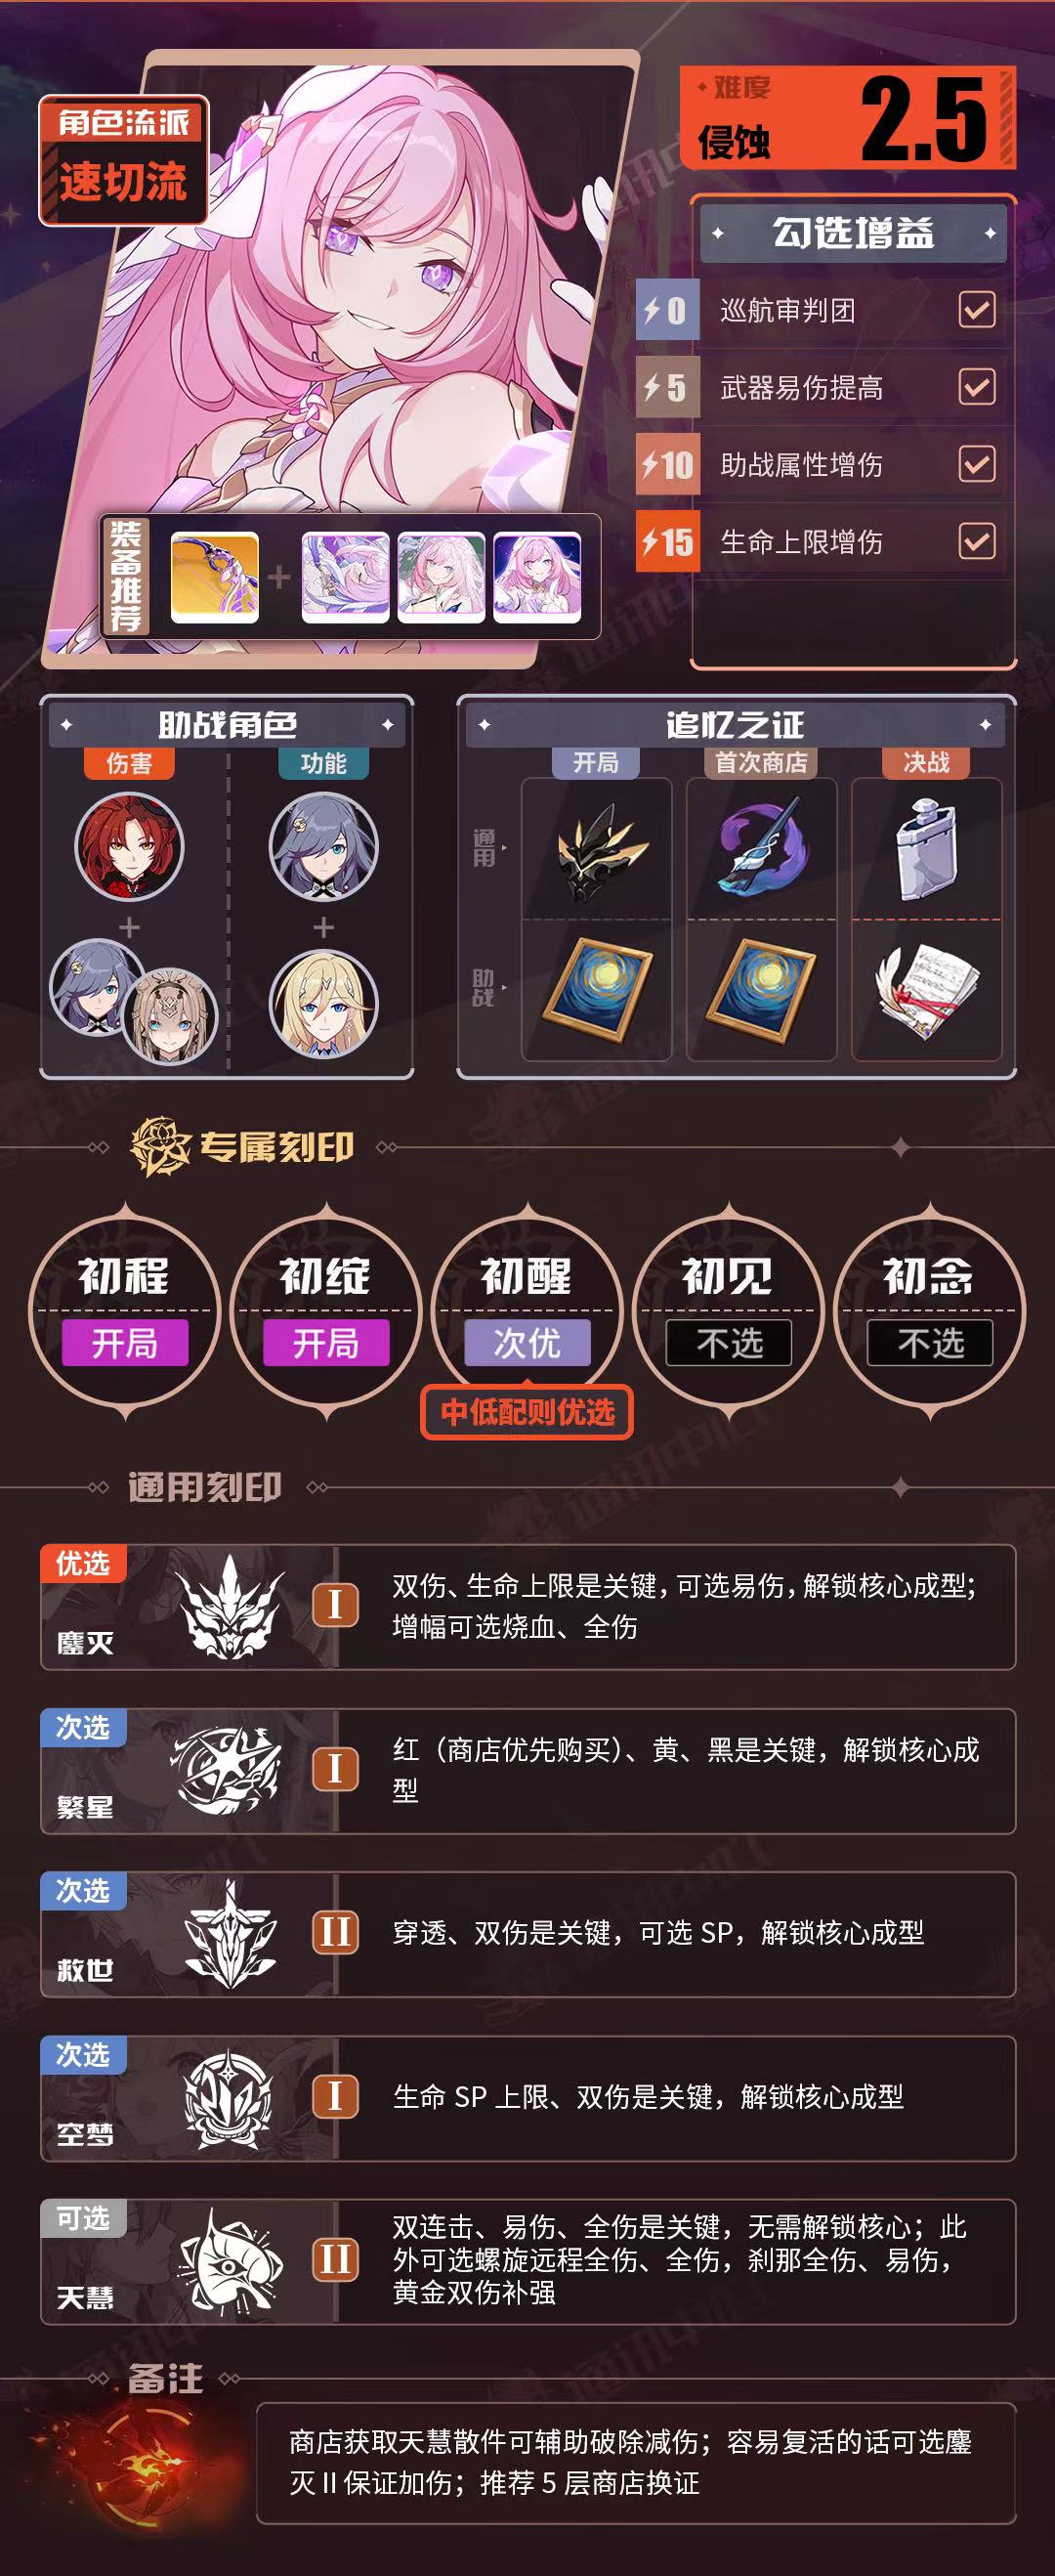 角色流派
速切流
难度
侵蚀
2.5
勾选增益
0 巡航审判团
5 武器易伤提高
10 助战属性增伤
15 生命上限增伤
装备推荐
助战角色
伤害
功能
追忆之证
开局
首次商店
决战
通用
助战
专属刻印
初程
开局
初绽
开局
初醒
次优
中低配则优选
初见
不选
初念
不选
通用刻印
优选
鏖灭
I
双伤、生命上限是关键，可选易伤，解锁核心成型；
增幅可选烧血、全伤
次选
繁星
I
红（商店优先购买）、黄、黑是关键，解锁核心成
型
次选
救世
II
穿透、双伤是关键，可选 SP，解锁核心成型
次选
空梦
I
生命 SP 上限、双伤是关键，解锁核心成型
可选
天慧
II
双连击、易伤、全伤是关键，无需解锁核心；此
外可选螺旋远程全伤、全伤，刹那全伤、易伤，
黄金双伤补强
备注
商店获取天慧散件可辅助破除减伤；容易复活的话可选鏖
灭 II 保证加伤；推荐 5 层商店换证